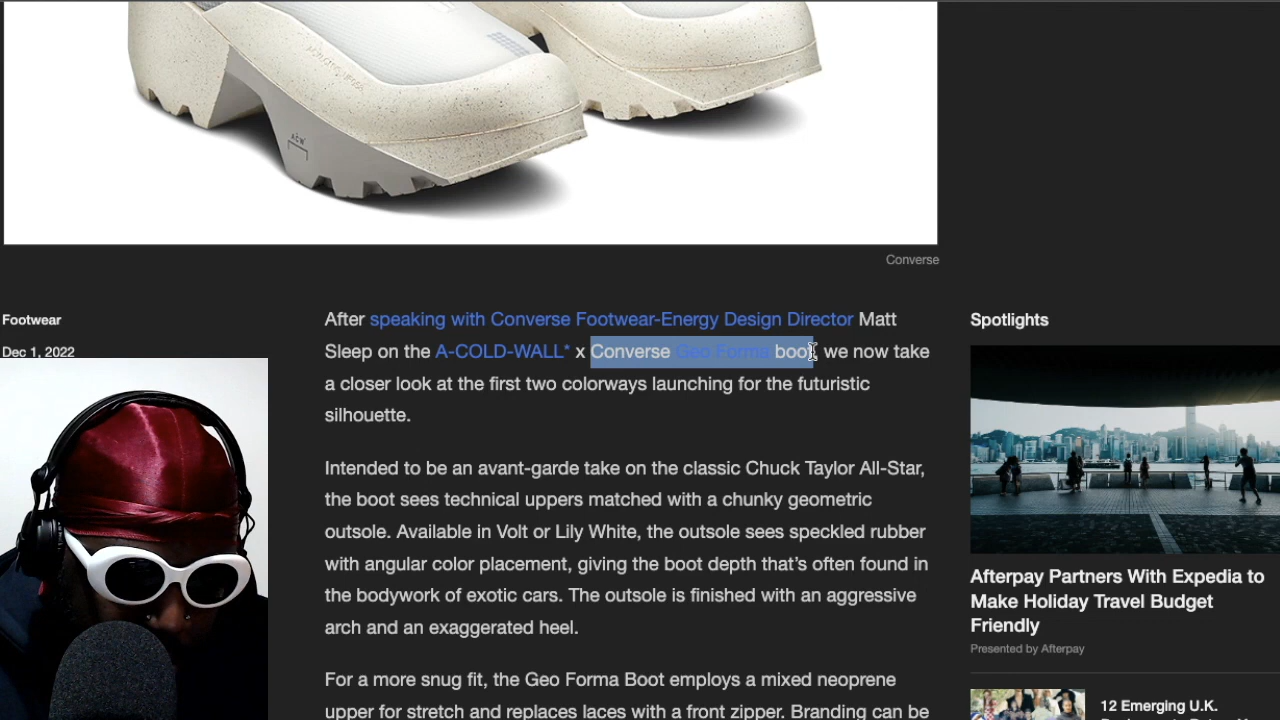 ACW
Converse
Footwear
Dec 1, 2022
After speaking with Converse Footwear-Energy Design Director Matt
Sleep on the A-COLD-WALL* x Converse Geo Forma boot, we now take
a closer look at the first two colorways launching for the futuristic
silhouette.
Intended to be an avant-garde take on the classic Chuck Taylor All-Star,
the boot sees technical uppers matched with a chunky geometric
outsole. Available in Volt or Lily White, the outsole sees speckled rubber
with angular color placement, giving the boot depth that's often found in
the bodywork of exotic cars. The outsole is finished with an aggressive
arch and an exaggerated heel.
For a more snug fit, the Geo Forma Boot employs a mixed neoprene
upper for stretch and replaces laces with a front zipper. Branding can be
Spotlights
Afterpay Partners With Expedia to
Make Holiday Travel Budget
Friendly
Presented by Afterpay
12 Emerging U.K.